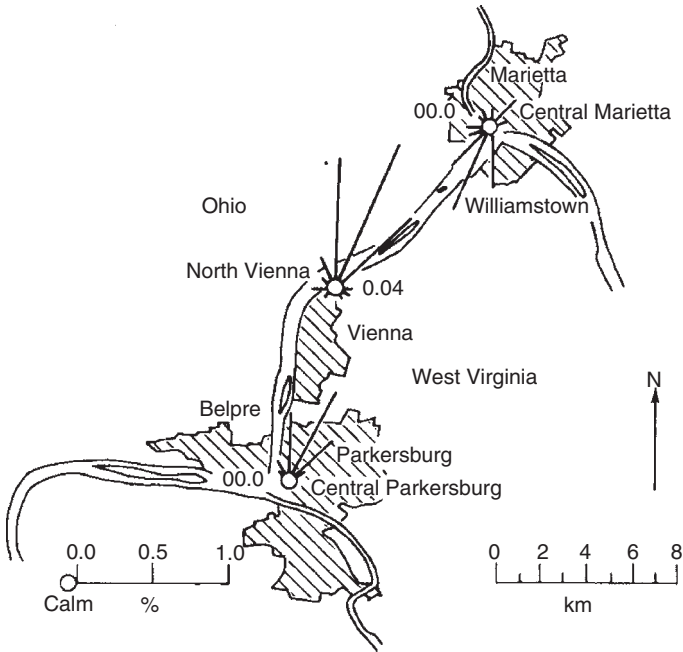 Marietta
00.0
Central Marietta
Ohio
Williamstown
North Vienna
0.04
Vienna
West Virginia
N
Belpre
Parkersburg
00.0
Central Parkersburg
0.0 0.5 1.0
0 2 4 6 8
Calm %
km